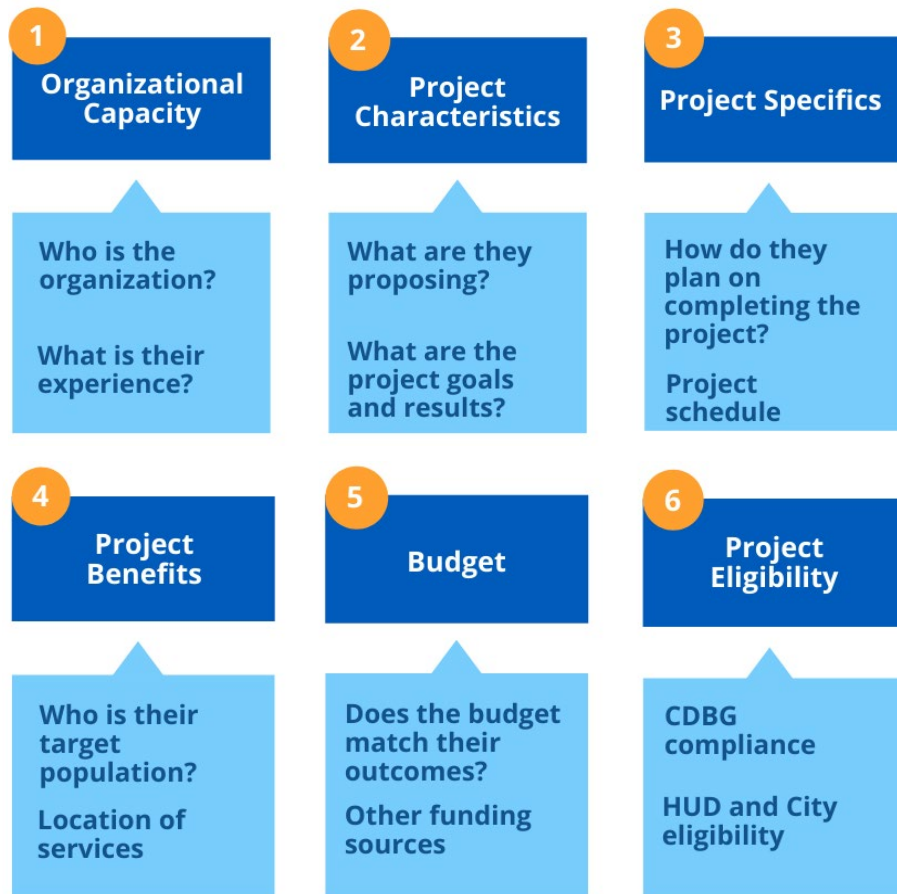 1
Organizational
Capacity
Who is the
organization?
What is their
experience?
2
Project
Characteristics
What are they
proposing?
What are the
project goals
and results?
3
Project Specifics
How do they
plan on
completing the
project?
Project
schedule
4
Project
Benefits
Who is their
target
population?
Location of
services
5
Budget
Does the budget
match their
outcomes?
Other funding
sources
6
Project
Eligibility
CDBG
compliance
HUD and City
eligibility